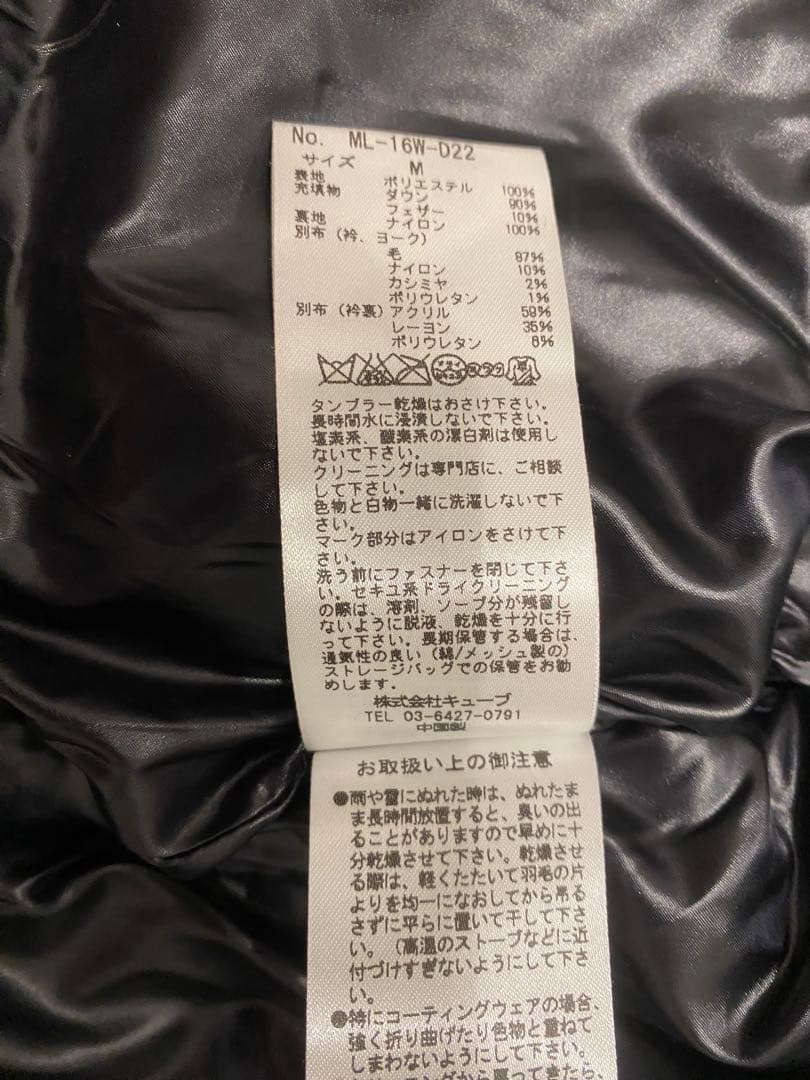 No. ML-16W-D22
サイズ M
表地 ポリエステル 100%
充填物 ダウン 90%
フェザー 10%
裏地 ナイロン 100%
別布(衿、ヨーク)
毛 87%
ナイロン 10%
カシミヤ 2%
ポリウレタン 1%
別布(衿裏) アクリル 59%
レーヨン 35%
ポリウレタン 6%
タンブラー乾燥はおさけ下さい。
長時間水に浸漬しないで下さい。
塩素系、酸素系の漂白剤は使用し
ないで下さい。
クリーニングは専門店に、ご相談
して下さい。
色物と白物一緒に洗濯しないで下
さい。
マーク部分はアイロンをさけて下
さい。
洗う前にファスナーを閉じて下さ
い。セキユ系ドライクリーニング
の際は、溶剤、ソープ分が残留し
ないように脱液、乾燥を十分に行
って下さい。長期保管する場合は、
通気性の良い(綿/メッシュ製の)
ストレージバッグでの保管をお勧
めします。
株式会社キューブ
TEL 03-6427-0791
中国製
お取扱い上の御注意
●雨や雪にぬれた時は、ぬれたま
ま長時間放置すると、臭いの出
ることがありますので早めに十
分乾燥させて下さい。乾燥させ
る際は、軽くたたいて羽毛の片
よりを均一になおしてから吊る
さずに平らに置いて干して下さ
い。(高温のストーブなどに近
付づけすぎないようにして下さ
い。
●特にコーティングウェアの場合、
強く折り曲げたり色物と重ねて
しまわないようにして下さい。